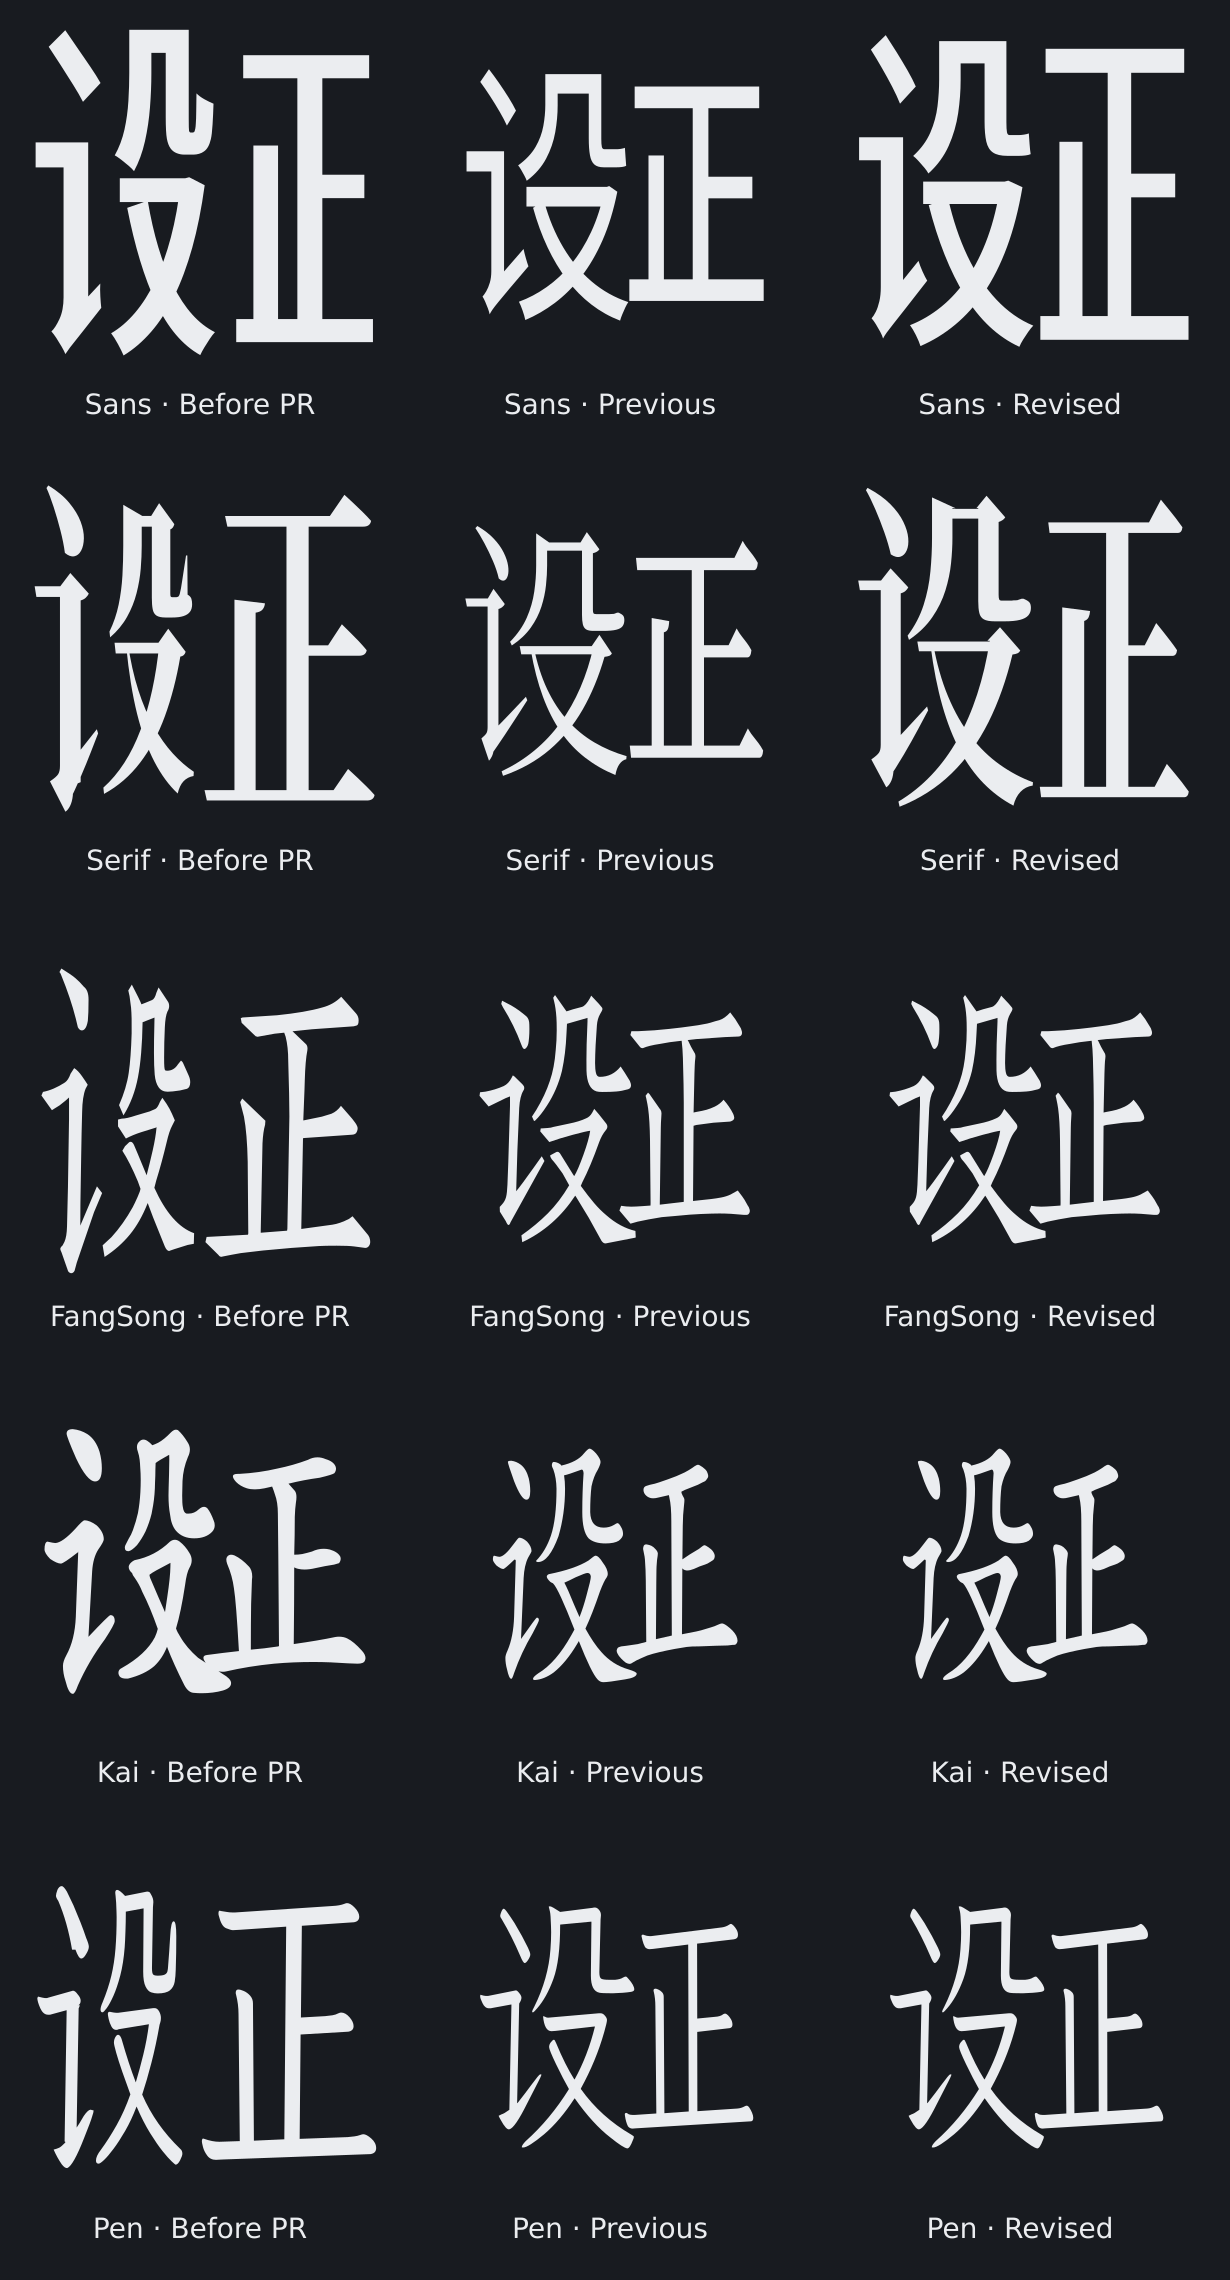 设正 设正 设正
Sans · Before PR Sans · Previous Sans · Revised
设正 设正 设正
Serif · Before PR Serif · Previous Serif · Revised
设正 设正 设正
FangSong · Before PR FangSong · Previous FangSong · Revised
设正 设正 设正
Kai · Before PR Kai · Previous Kai · Revised
设正 设正 设正
Pen · Before PR Pen · Previous Pen · Revised